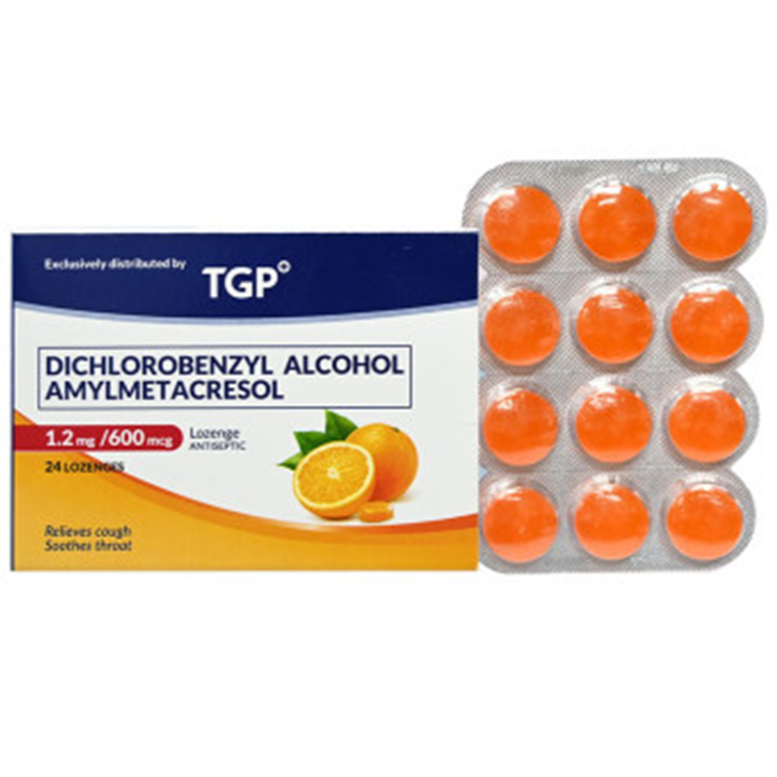 Exclusively distributed by TGP
DICHLOROBENZYL ALCOHOL
AMYLMETACRESOL
1.2 mg /600 mcg Lozenge
ANTISEPTIC
24 LOZENGES
Relieves cough
Soothes throat